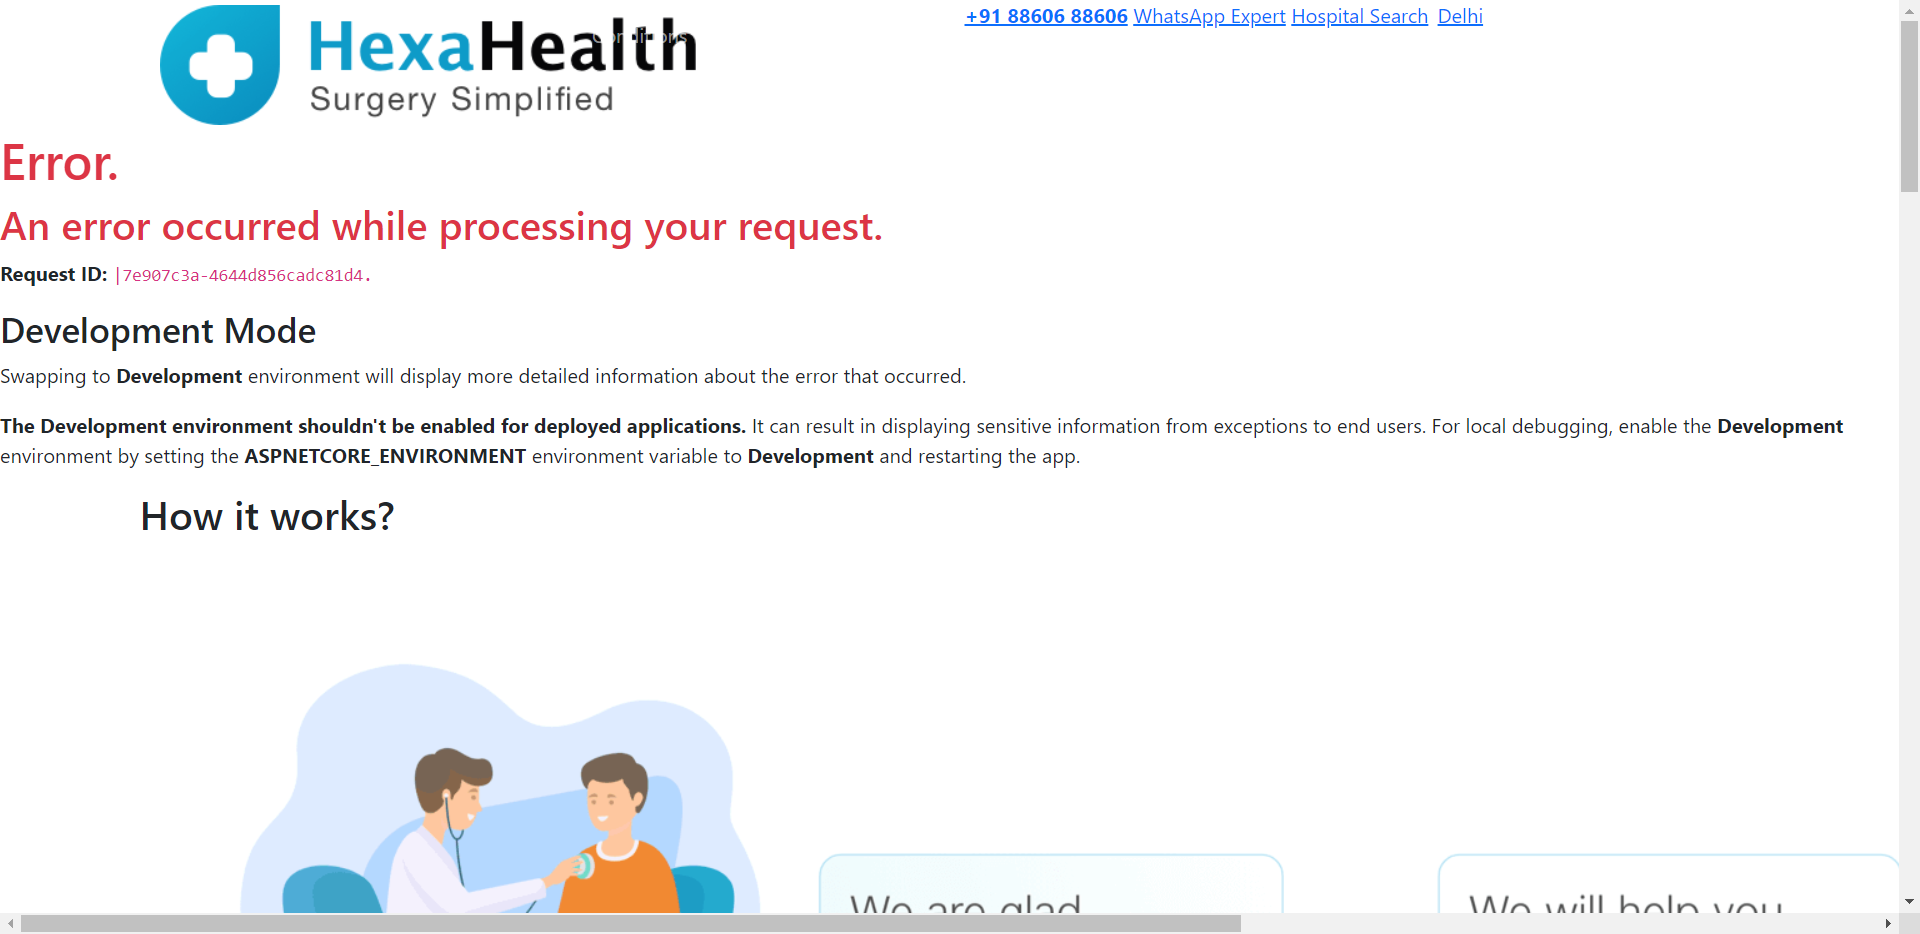 HexaHealth
Surgery Simplified
Conditions
+91 88606 88606 WhatsApp Expert Hospital Search Delhi
Error.
An error occurred while processing your request.
Request ID: |7e907c3a-4644d856cadc81d4.
Development Mode
Swapping to Development environment will display more detailed information about the error that occurred.
The Development environment shouldn't be enabled for deployed applications. It can result in displaying sensitive information from exceptions to end users. For local debugging, enable the Development
environment by setting the ASPNETCORE_ENVIRONMENT environment variable to Development and restarting the app.
How it works?
We are glad
We will help you